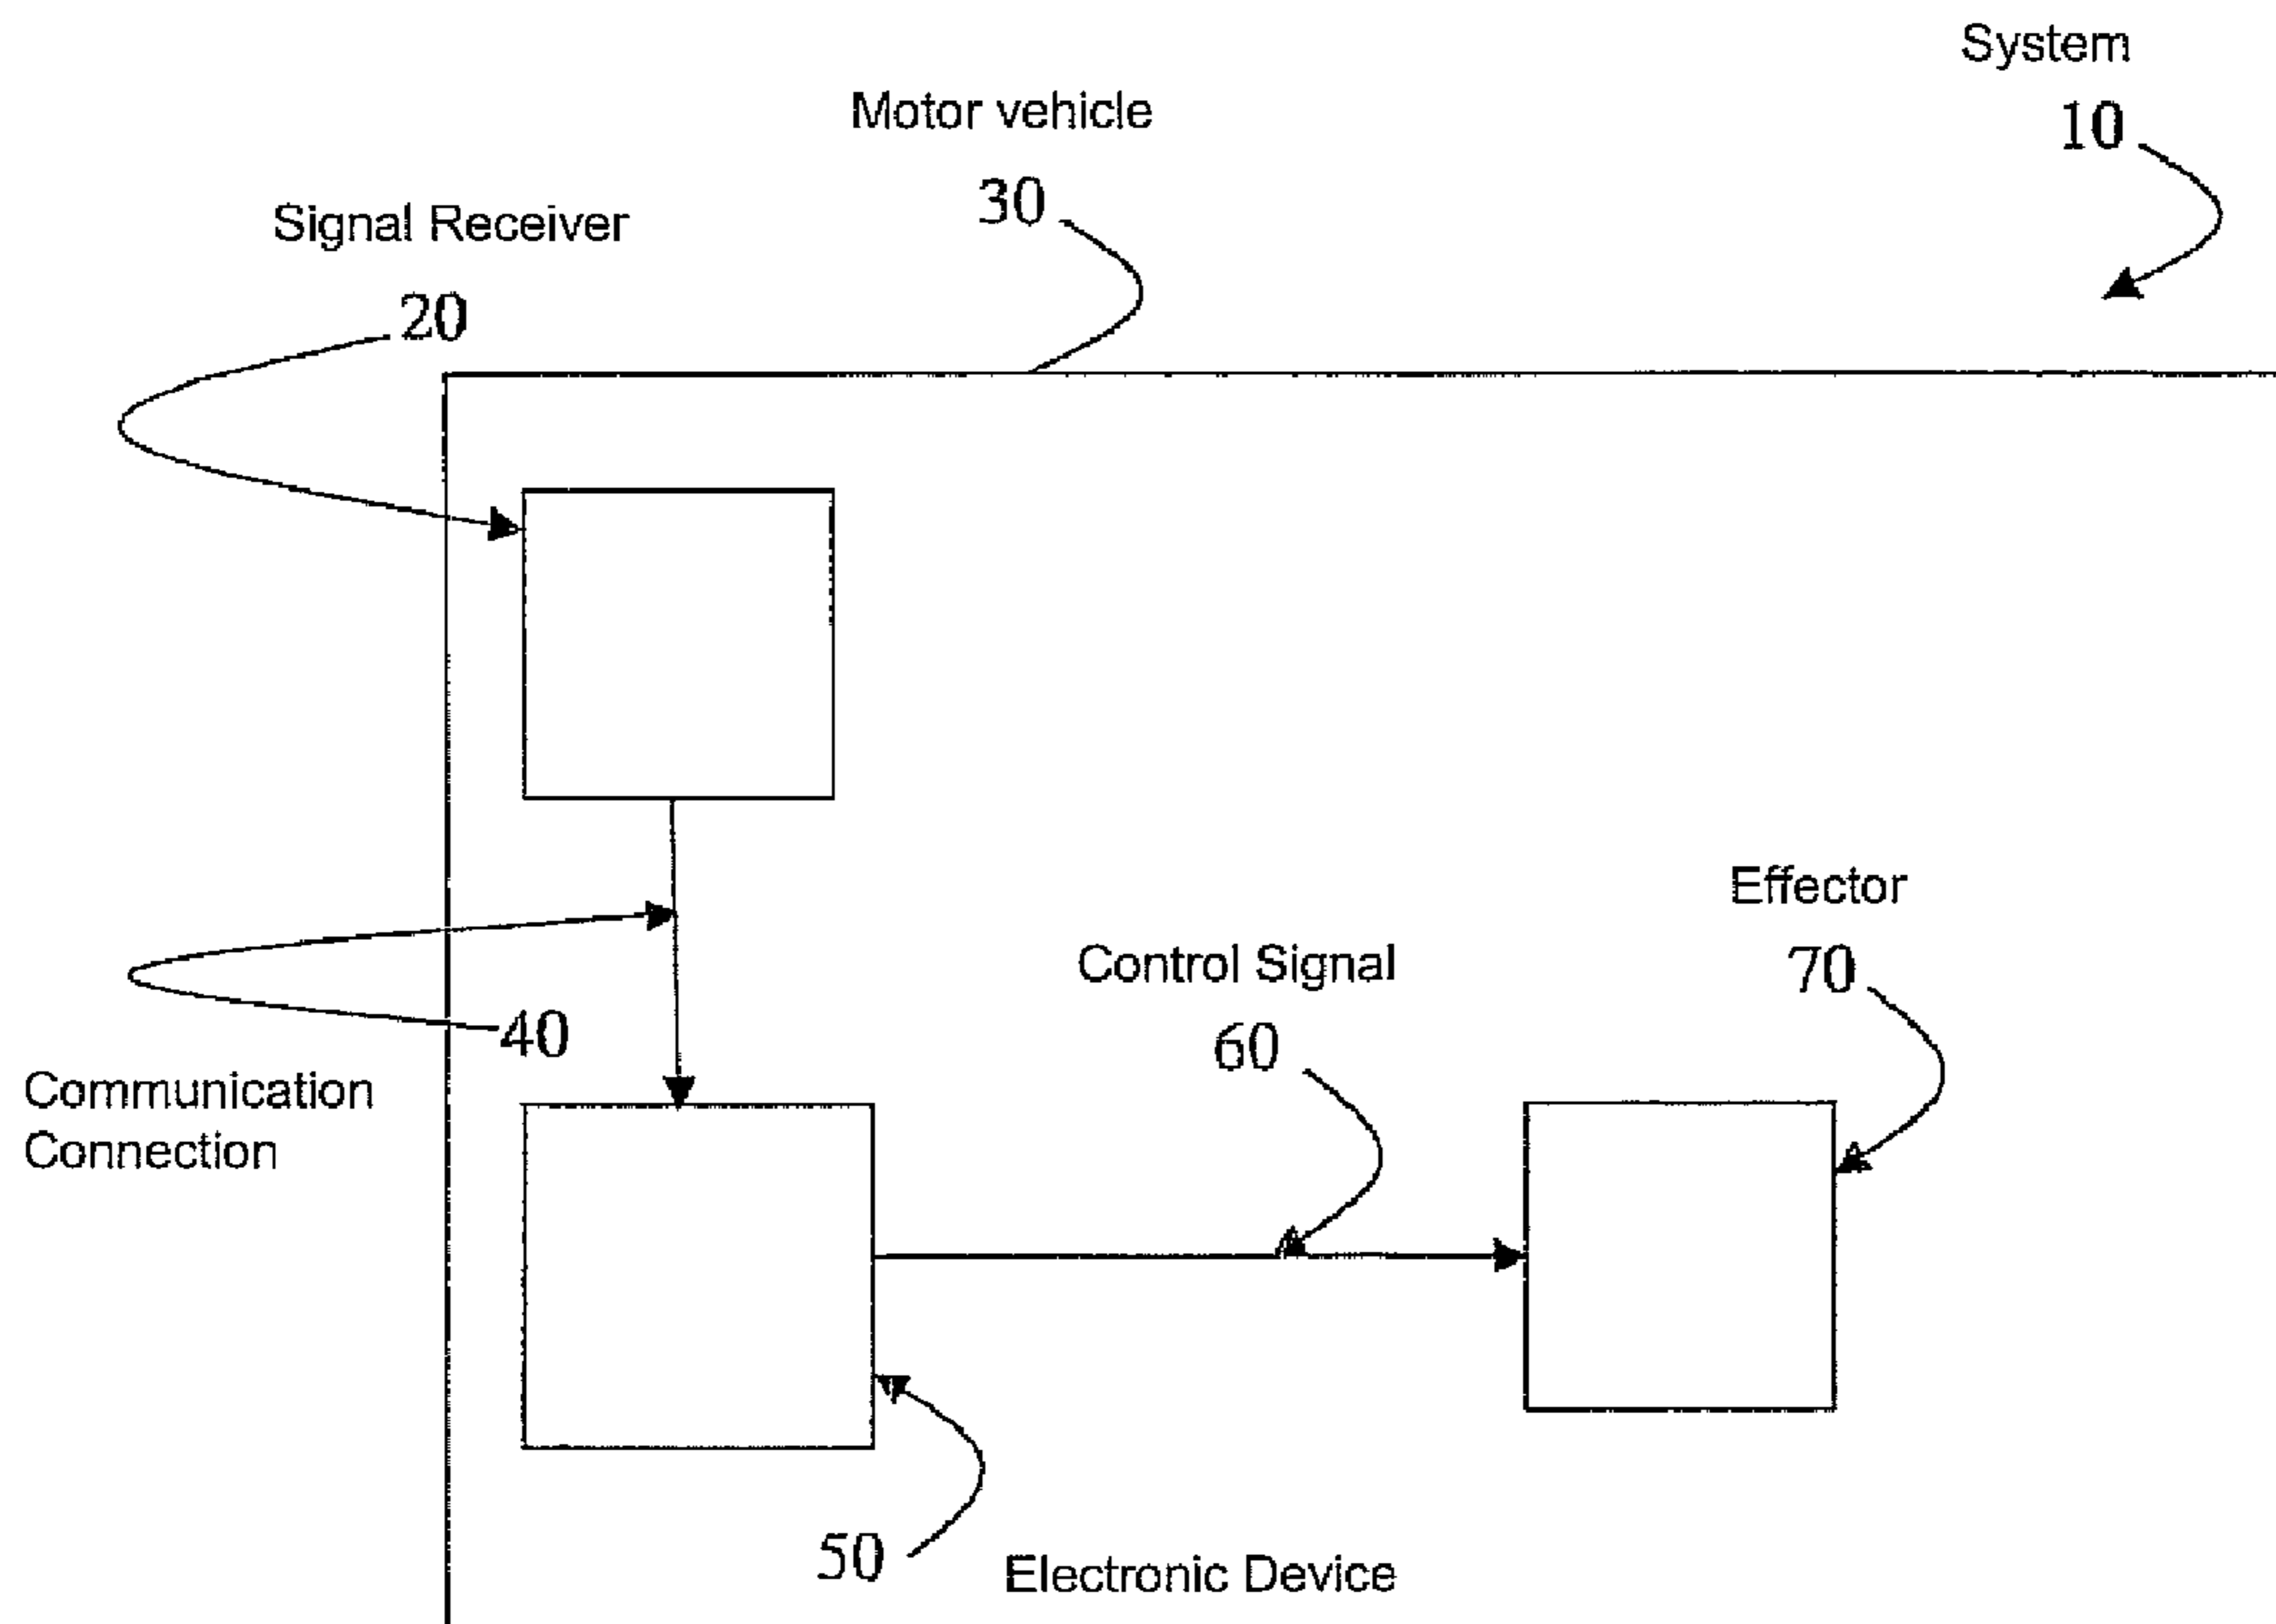 System
10
Motor vehicle
30
Signal Receiver
20
Effector
70
Control Signal
60
40
Communication
Connection
50
Electronic Device